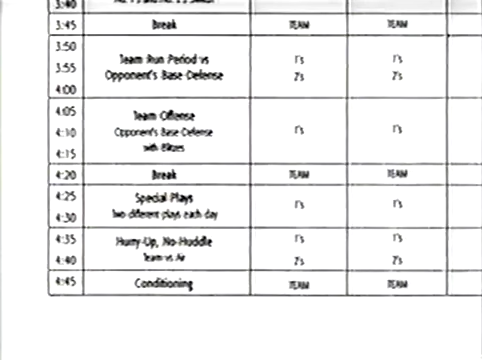 3:40
3:45 Break TEAM TEAM
3:50
Team Run Period vs 1's 1's
3:55
Opponent's Base Defense 2's 2's
4:00
4:05
Team Offense
4:10 Opponent's Base Defense 1's 1's
with Blitzes
4:15
4:20 Break TEAM TEAM
4:25 Special Plays
1's 1's
4:30 Two different plays each day
4:35 Hurry-Up, No-Huddle 1's 1's
4:40 Team vs Air 2's 2's
4:45 Conditioning TEAM TEAM